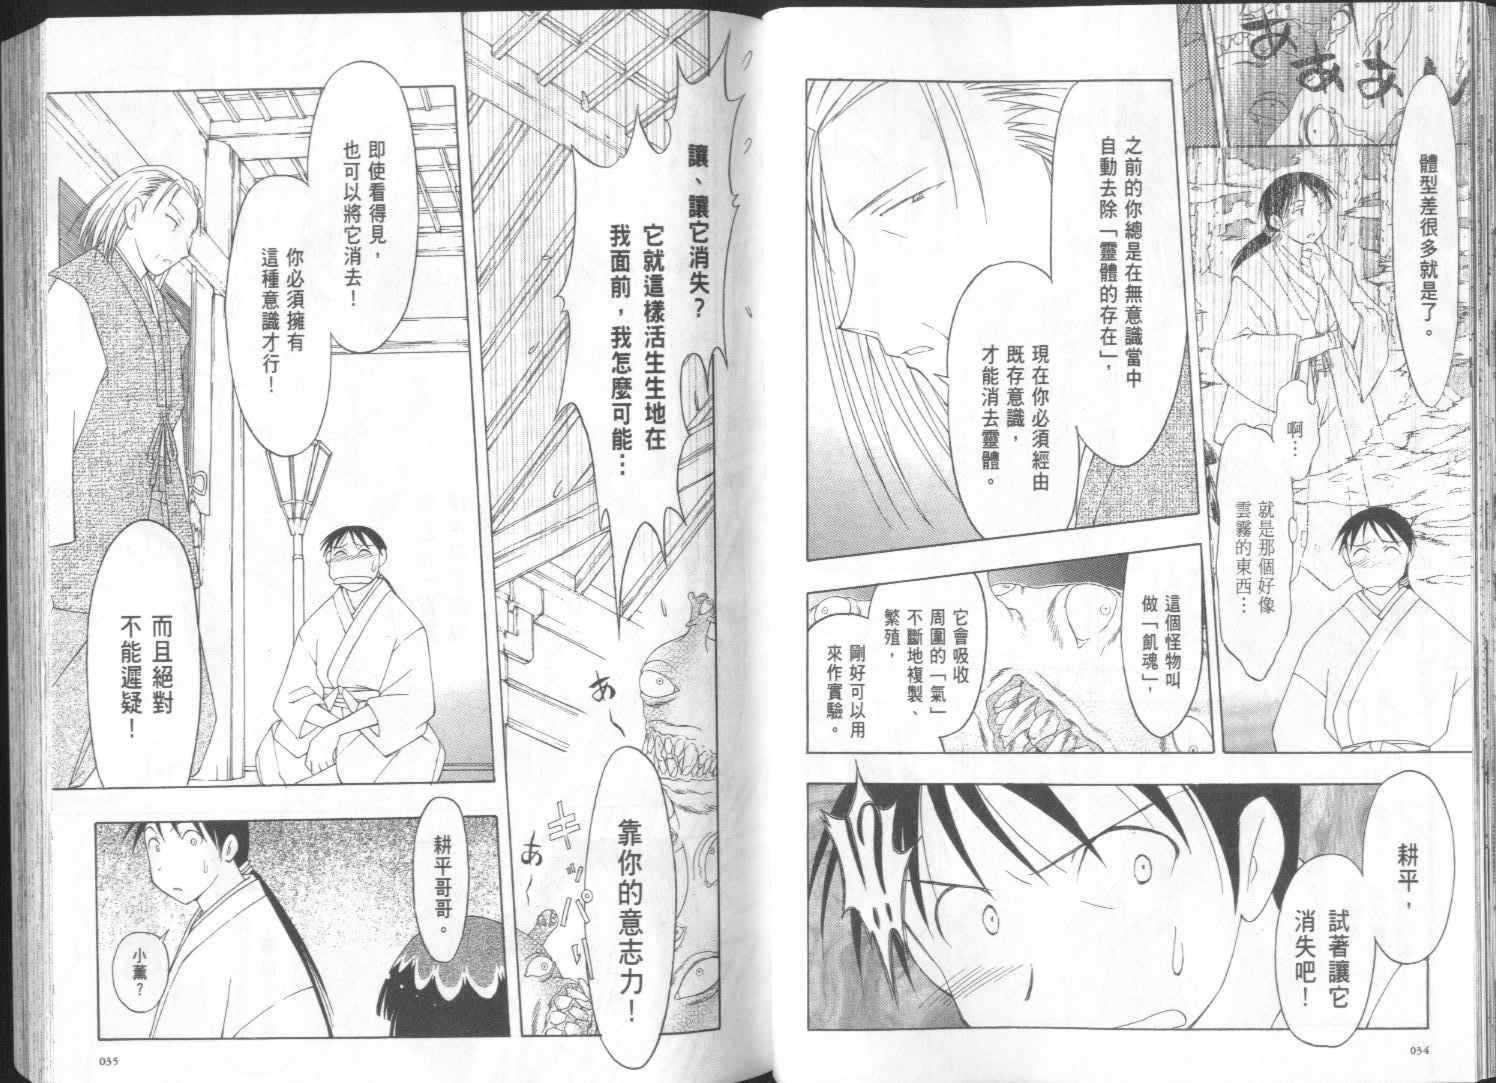 あ
あ
あ
體型差很多就是了。
啊…
就是那個好像
雲霧的東西…
之前的你總是在無意識當中
自動去除「靈體的存在」，
現在你必須經由
既存意識，
才能消去靈體。
這個怪物叫
做「飢魂」，
它會吸收
周圍的「氣」
不斷地複製、
繁殖，
剛好可以用
來作實驗。
耕平，
試著讓它
消失吧！
034
讓、讓它消失？
它就這樣活生生地在
我面前，我怎麼可能…
あ～
靠你的意志力！
キッパリ
あ～
即使看得見，
也可以將它消去！
你必須擁有
這種意識才行！
而且絕對
不能遲疑！
耕平哥哥。
小薰？
035